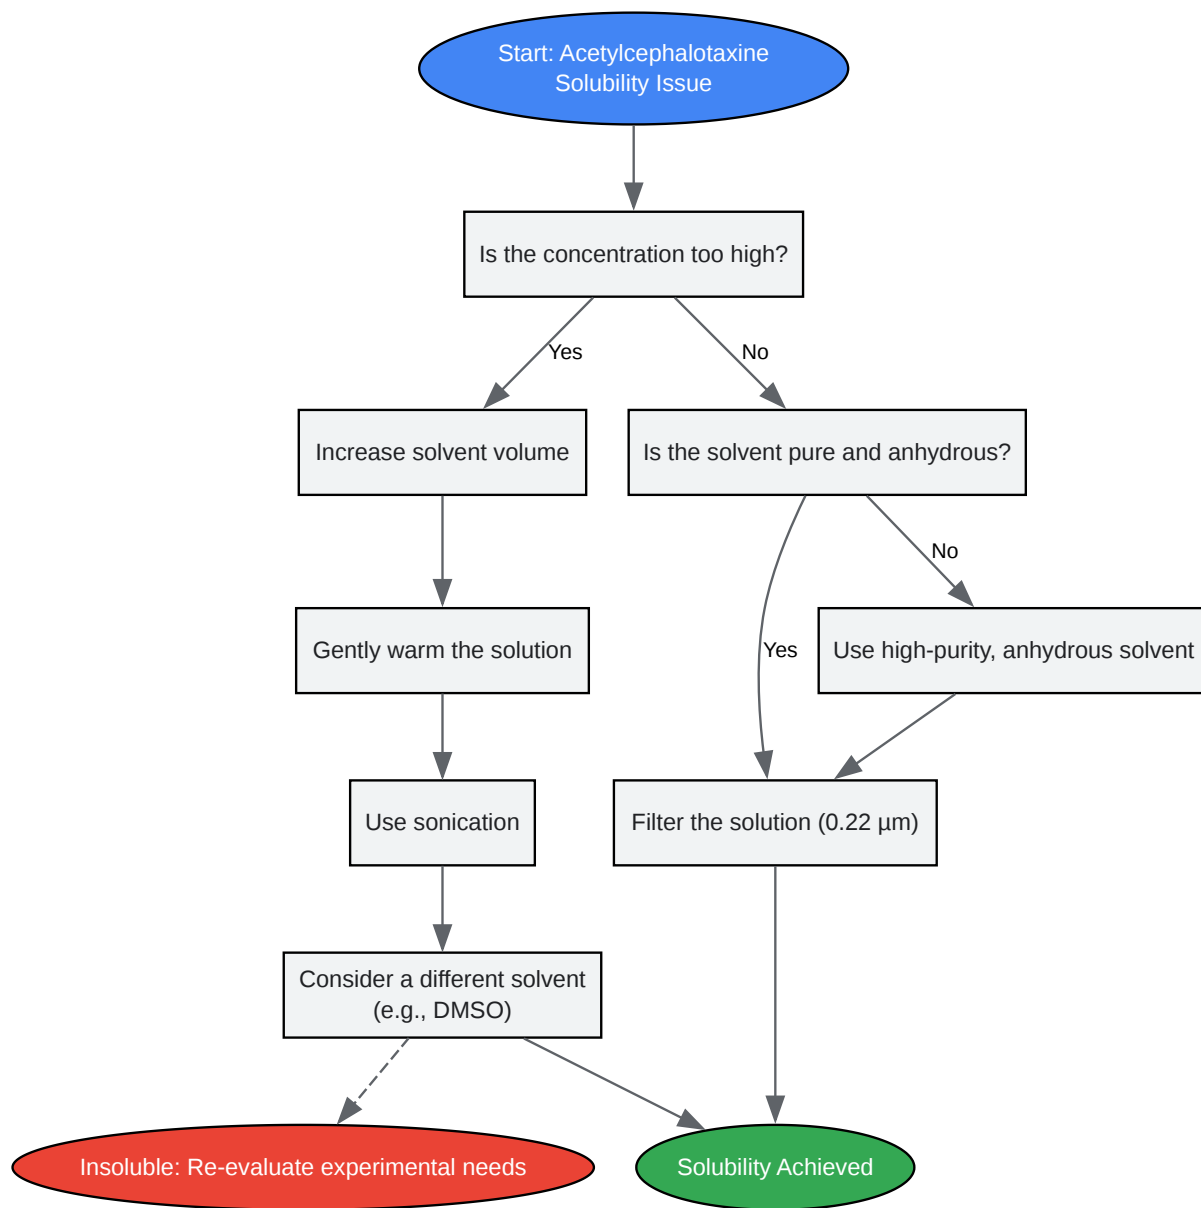 Start: Acetylcephalotaxine
Solubility Issue
Is the concentration too high?
Yes
No
Increase solvent volume
Is the solvent pure and anhydrous?
No
Gently warm the solution
Yes
Use high-purity, anhydrous solvent
Use sonication
Filter the solution (0.22 µm)
Consider a different solvent
(e.g., DMSO)
Insoluble: Re-evaluate experimental needs
Solubility Achieved